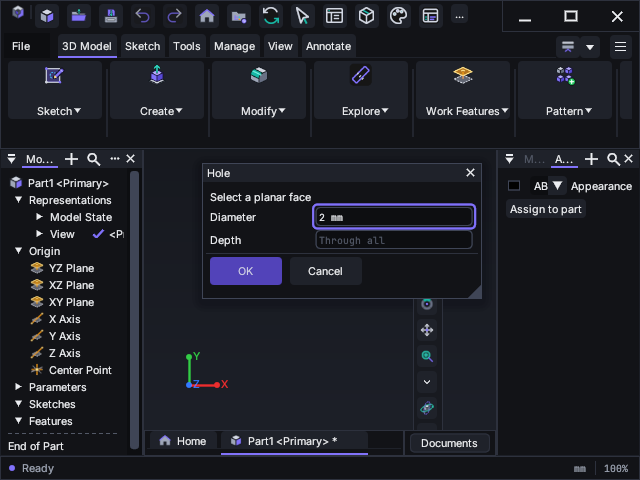 File
3D Model
Sketch
Tools
Manage
View
Annotate
Sketch
Create
Modify
Explore
Work Features
Pattern
Mo...
M...
A...
Hole
Select a planar face
Diameter
2 mm
Depth
Through all
OK
Cancel
Part1 <Primary>
Representations
Model State
View
<Pr
Origin
YZ Plane
XZ Plane
XY Plane
X Axis
Y Axis
Z Axis
Center Point
Parameters
Sketches
Features
End of Part
AB
Appearance
Assign to part
Y
Z
X
Home
Part1 <Primary> *
Documents
Ready
mm
100%